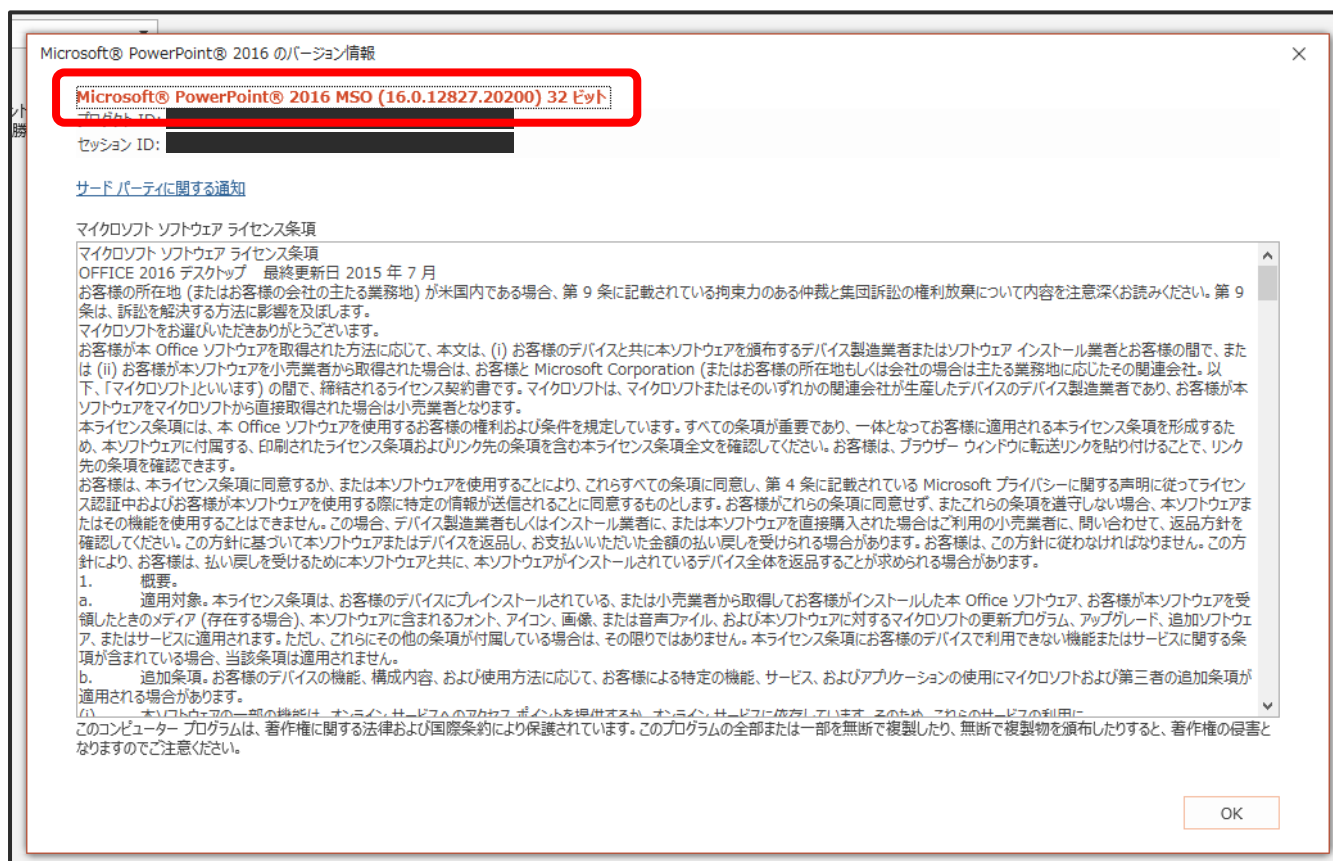 Microsoft® PowerPoint® 2016 のバージョン情報
Microsoft® PowerPoint® 2016 MSO (16.0.12827.20200) 32 ビット
プロダクト ID:
セッション ID:
サード パーティに関する通知
マイクロソフト ソフトウェア ライセンス条項
マイクロソフト ソフトウェア ライセンス条項
OFFICE 2016 デスクトップ　最終更新日 2015 年 7 月
お客様の所在地 (またはお客様の会社の主たる業務地) が米国内である場合、第 9 条に記載されている拘束力のある仲裁と集団訴訟の権利放棄について内容を注意深くお読みください。第 9
条は、訴訟を解決する方法に影響を及ぼします。
マイクロソフトをお選びいただきありがとうございます。
お客様が本 Office ソフトウェアを取得された方法に応じて、本文は、(i) お客様のデバイスと共に本ソフトウェアを頒布するデバイス製造業者またはソフトウェア インストール業者とお客様の間で、また
は (ii) お客様が本ソフトウェアを小売業者から取得された場合は、お客様と Microsoft Corporation (またはお客様の所在地もしくは会社の場合は主たる業務地に応じたその関連会社。以
下、「マイクロソフト」といいます) の間で、締結されるライセンス契約書です。マイクロソフトは、マイクロソフトまたはそのいずれかの関連会社が生産したデバイスのデバイス製造業者であり、お客様が本
ソフトウェアをマイクロソフトから直接取得された場合は小売業者となります。
本ライセンス条項には、本 Office ソフトウェアを使用するお客様の権利および条件を規定しています。すべての条項が重要であり、一体となってお客様に適用される本ライセンス条項を形成するた
め、本ソフトウェアに付属する、印刷されたライセンス条項およびリンク先の条項を含む本ライセンス条項全文を確認してください。お客様は、ブラウザー ウィンドウに転送リンクを貼り付けることで、リンク
先の条項を確認できます。
お客様は、本ライセンス条項に同意するか、または本ソフトウェアを使用することにより、これらすべての条項に同意し、第 4 条に記載されている Microsoft プライバシーに関する声明に従ってライセン
ス認証中およびお客様が本ソフトウェアを使用する際に特定の情報が送信されることに同意するものとします。お客様がこれらの条項に同意せず、またこれらの条項を遵守しない場合、本ソフトウェアま
たはその機能を使用することはできません。この場合、デバイス製造業者もしくはインストール業者に、または本ソフトウェアを直接購入された場合はご利用の小売業者に、問い合わせて、返品方針を
確認してください。この方針に基づいて本ソフトウェアまたはデバイスを返品し、お支払いいただいた金額の払い戻しを受けられる場合があります。お客様は、この方針に従わなければなりません。この方
針により、お客様は、払い戻しを受けるために本ソフトウェアと共に、本ソフトウェアがインストールされているデバイス全体を返品することが求められる場合があります。
1.　概要。
a.　適用対象。本ライセンス条項は、お客様のデバイスにプレインストールされている、または小売業者から取得してお客様がインストールした本 Office ソフトウェア、お客様が本ソフトウェアを受
領したときのメディア (存在する場合)、本ソフトウェアに含まれるフォント、アイコン、画像、または音声ファイル、および本ソフトウェアに対するマイクロソフトの更新プログラム、アップグレード、追加ソフトウェ
ア、またはサービスに適用されます。ただし、これらにその他の条項が付属している場合は、その限りではありません。本ライセンス条項にお客様のデバイスで利用できない機能またはサービスに関する条
項が含まれている場合、当該条項は適用されません。
b.　追加条項。お客様のデバイスの機能、構成内容、および使用方法に応じて、お客様による特定の機能、サービス、およびアプリケーションの使用にマイクロソフトおよび第三者の追加条項が
適用される場合があります。
(i)　本ソフトウェアの一部の機能は、オンライン サービスへのアクセス ポイントを提供するか、オンライン サービスに依存しています。そのため、これらのサービスの利用に
このコンピューター プログラムは、著作権に関する法律および国際条約により保護されています。このプログラムの全部または一部を無断で複製したり、無断で複製物を頒布したりすると、著作権の侵害と
なりますのでご注意ください。
OK